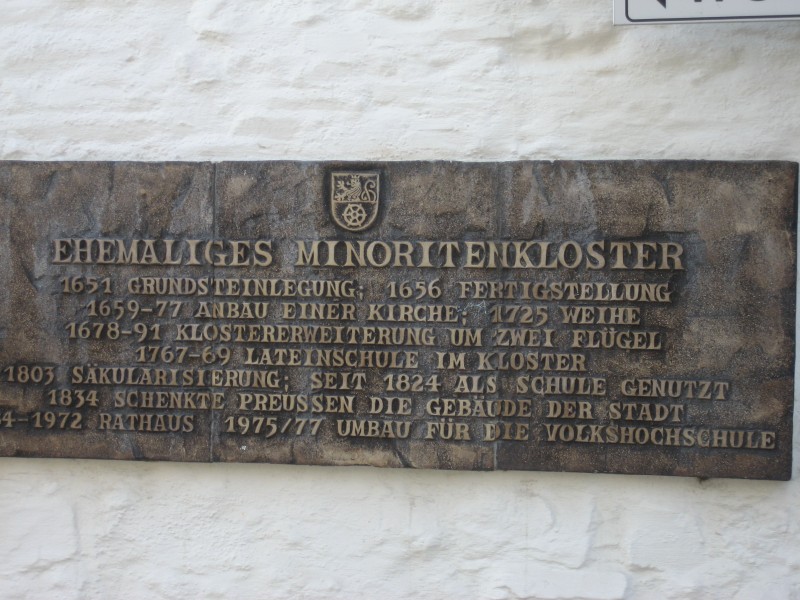 EHEMALIGES MINORITENKLOSTER
1651 GRUNDSTEINLEGUNG; 1656 FERTIGSTELLUNG
1659-77 ANBAU EINER KIRCHE; 1725 WEIHE
1678-91 KLOSTERERWEITERUNG UM ZWEI FLÜGEL
1767-69 LATEINSCHULE IM KLOSTER
1803 SÄKULARISIERUNG; SEIT 1824 ALS SCHULE GENUTZT
1834 SCHENKTE PREUSSEN DIE GEBÄUDE DER STADT
4-1972 RATHAUS 1975/77 UMBAU FÜR DIE VOLKSHOCHSCHULE